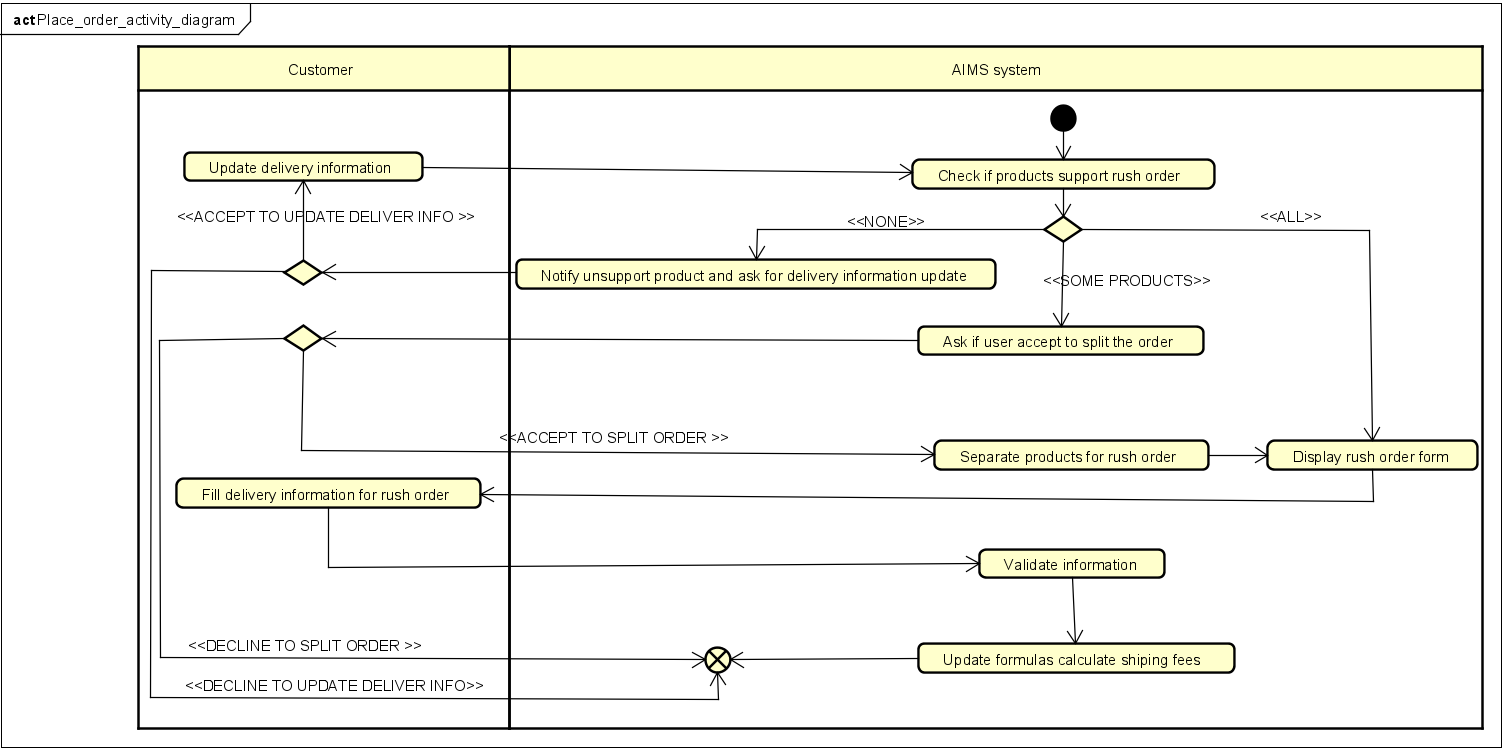 act Place_order_activity_diagram
Customer
AIMS system
Update delivery information
Check if products support rush order
<<ACCEPT TO UPDATE DELIVER INFO >>
<<NONE>>
<<ALL>>
Notify unsupport product and ask for delivery information update
<<SOME PRODUCTS>>
Ask if user accept to split the order
<<ACCEPT TO SPLIT ORDER >>
Separate products for rush order
Display rush order form
Fill delivery information for rush order
Validate information
<<DECLINE TO SPLIT ORDER >>
Update formulas calculate shiping fees
<<DECLINE TO UPDATE DELIVER INFO>>